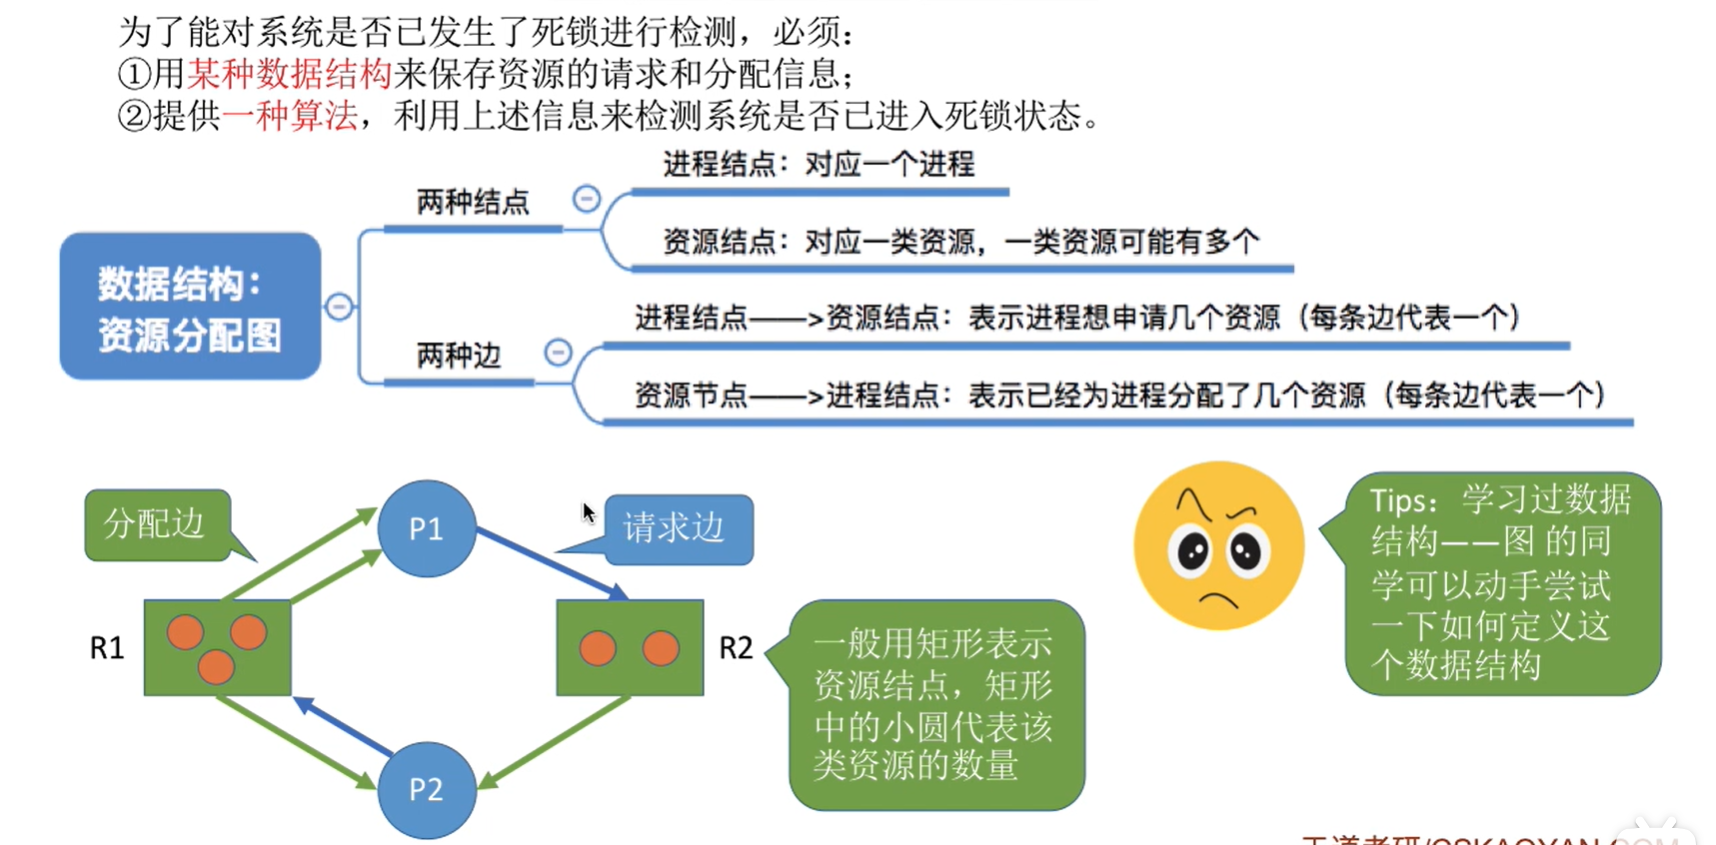 为了能对系统是否已发生了死锁进行检测，必须：
①用某种数据结构来保存资源的请求和分配信息；
②提供一种算法，利用上述信息来检测系统是否已进入死锁状态。
进程结点：对应一个进程
两种结点
资源结点：对应一类资源，一类资源可能有多个
数据结构：
资源分配图
进程结点——>资源结点：表示进程想申请几个资源（每条边代表一个）
两种边
资源节点——>进程结点：表示已经为进程分配了几个资源（每条边代表一个）
分配边
P1
请求边
R1
R2
P2
一般用矩形表示
资源结点，矩形
中的小圆代表该
类资源的数量
Tips：学习过数据
结构——图 的同
学可以动手尝试
一下如何定义这
个数据结构
王道考研/CSKAOYAN.COM